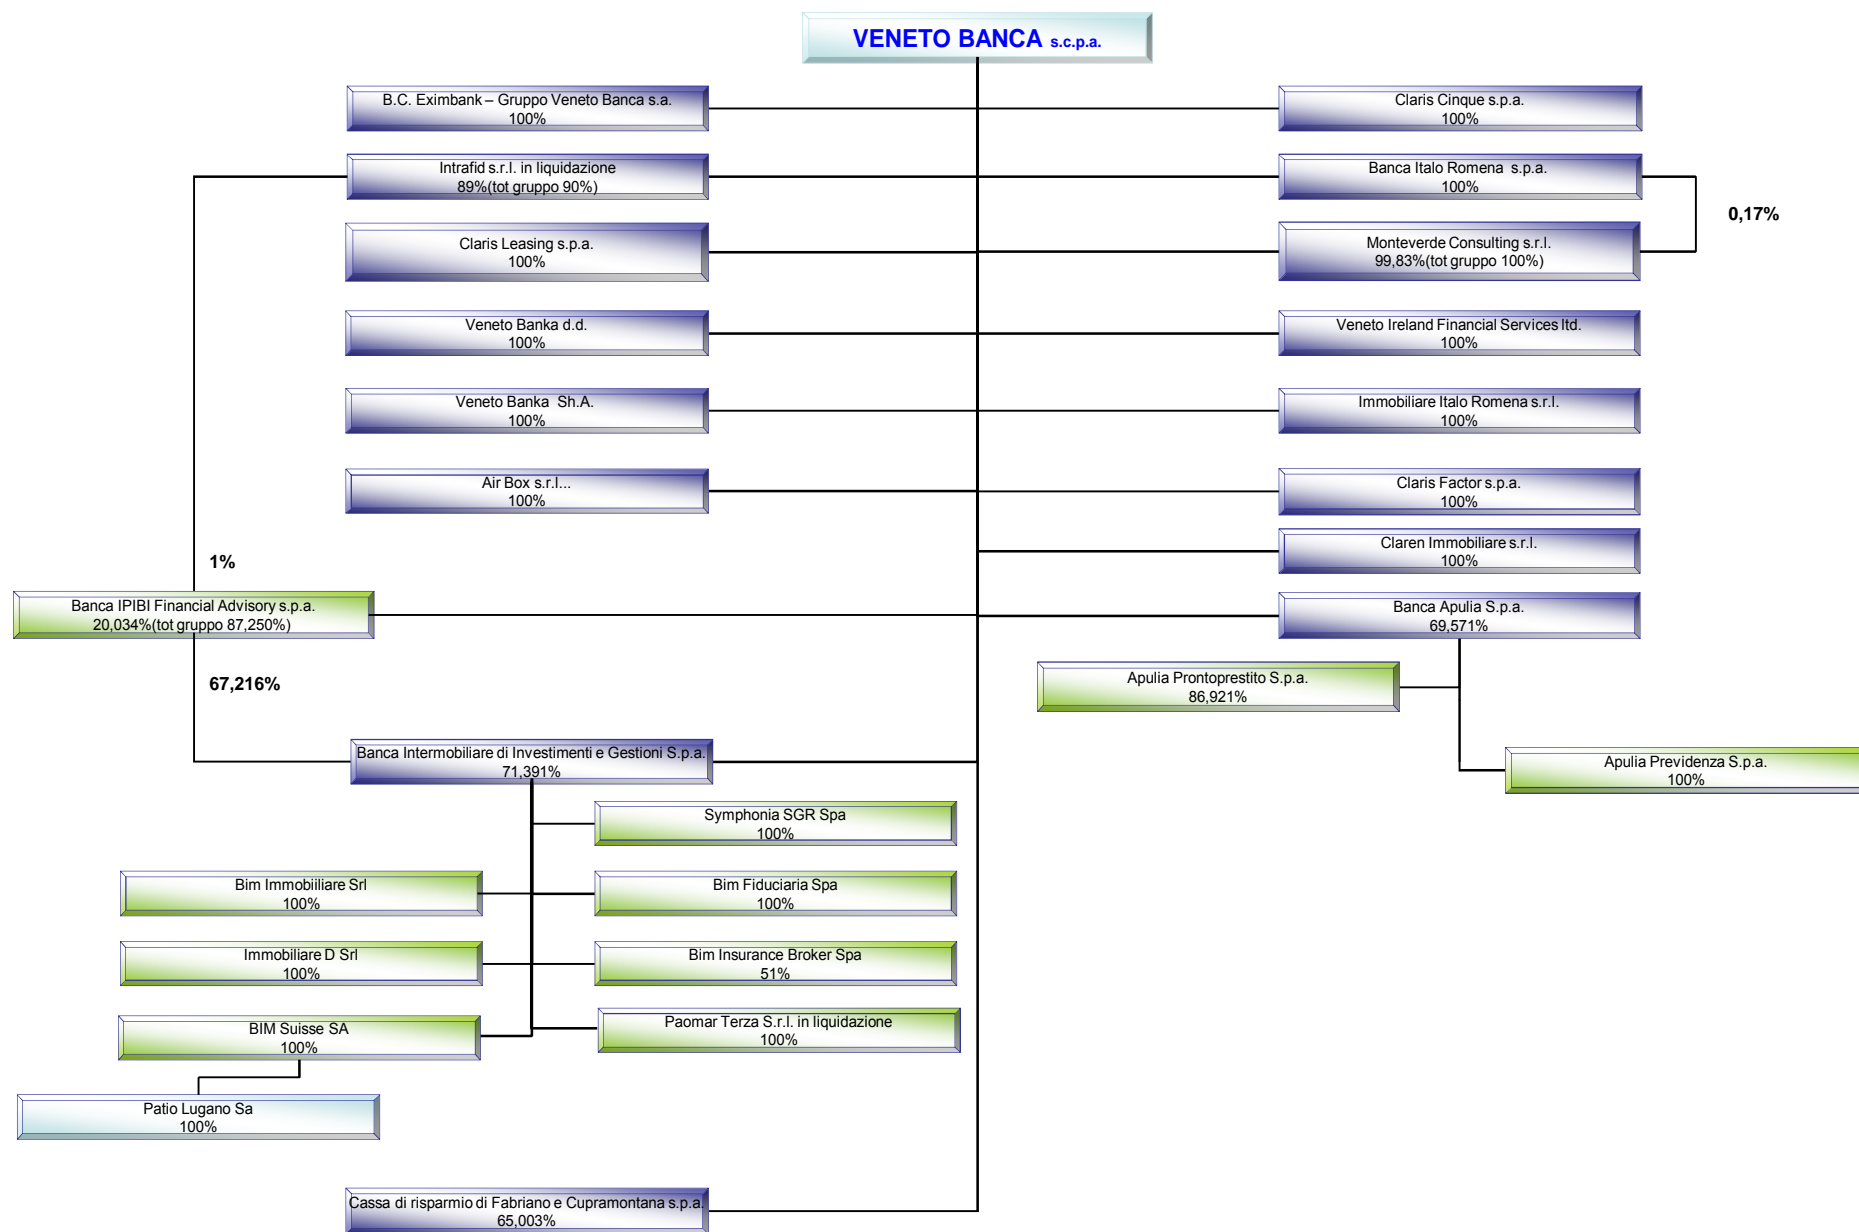 VENETO BANCA s.c.p.a.
B.C. Eximbank – Gruppo Veneto Banca s.a.
100%
Claris Cinque s.p.a.
100%
Intrafid s.r.l. in liquidazione
89%(tot gruppo 90%)
Banca Italo Romena s.p.a.
100%
0,17%
Claris Leasing s.p.a.
100%
Monteverde Consulting s.r.l.
99,83%(tot gruppo 100%)
Veneto Banka d.d.
100%
Veneto Ireland Financial Services ltd.
100%
Veneto Banka Sh.A.
100%
Immobiliare Italo Romena s.r.l.
100%
Air Box s.r.l...
100%
Claris Factor s.p.a.
100%
Claren Immobiliare s.r.l.
100%
1%
Banca IPIBI Financial Advisory s.p.a.
20,034%(tot gruppo 87,250%)
Banca Apulia S.p.a.
69,571%
67,216%
Apulia Prontoprestito S.p.a.
86,921%
Banca Intermobiliare di Investimenti e Gestioni S.p.a.
71,391%
Apulia Previdenza S.p.a.
100%
Symphonia SGR Spa
100%
Bim Immobiiliare Srl
100%
Bim Fiduciaria Spa
100%
Immobiliare D Srl
100%
Bim Insurance Broker Spa
51%
BIM Suisse SA
100%
Paomar Terza S.r.l. in liquidazione
100%
Patio Lugano Sa
100%
Cassa di risparmio di Fabriano e Cupramontana s.p.a.
65,003%